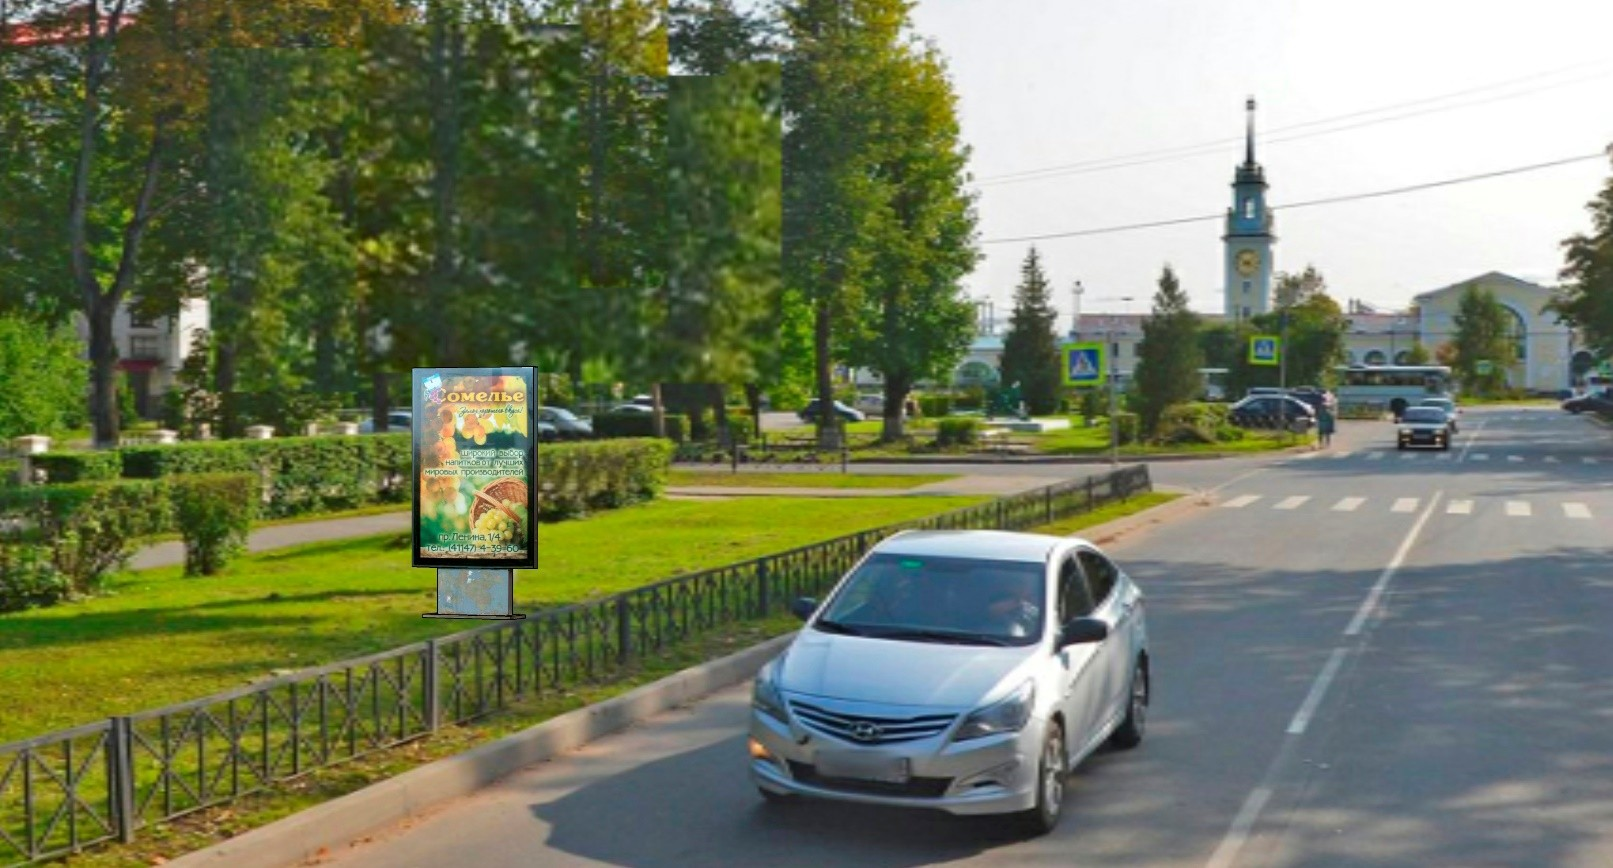 Сомелье
широкий выбор
напитков от лучших
мировых производителей
пр. Ленина, 1/4
тел. (41147) 4-39-60